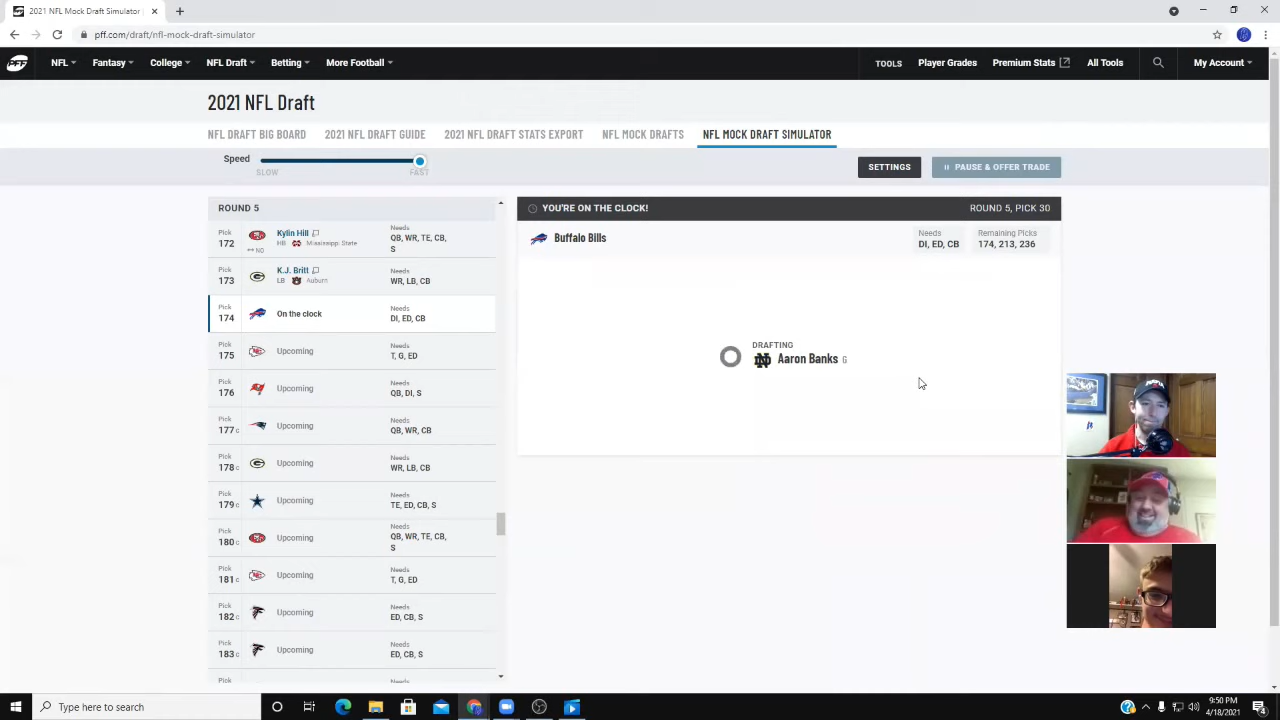 2021 NFL Mock Draft Simulator
pff.com/draft/nfl-mock-draft-simulator
PFF NFL Fantasy College NFL Draft Betting More Football TOOLS Player Grades Premium Stats All Tools My Account
2021 NFL Draft
NFL DRAFT BIG BOARD 2021 NFL DRAFT GUIDE 2021 NFL DRAFT STATS EXPORT NFL MOCK DRAFTS NFL MOCK DRAFT SIMULATOR
Speed
SLOW FAST
SETTINGS PAUSE & OFFER TRADE
ROUND 5
Pick
172
Kylin Hill
HB Mississippi State
NO
Needs
QB, WR, TE, CB,
S
Pick
173
K.J. Britt
LB Auburn
Needs
WR, LB, CB
Pick
174
On the clock
Needs
DI, ED, CB
Pick
175
Upcoming
Needs
T, G, ED
Pick
176
Upcoming
Needs
QB, DI, S
Pick
177 C
Upcoming
Needs
QB, WR, CB
Pick
178 C
Upcoming
Needs
WR, LB, CB
Pick
179 C
Upcoming
Needs
TE, ED, CB, S
Pick
180 C
Upcoming
Needs
QB, WR, TE, CB,
S
Pick
181 C
Upcoming
Needs
T, G, ED
Pick
182 C
Upcoming
Needs
ED, CB, S
Pick
183 C
Upcoming
Needs
ED, CB, S
Pick
Needs
YOU'RE ON THE CLOCK! ROUND 5, PICK 30
Buffalo Bills
Needs
DI, ED, CB
Remaining Picks
174, 213, 236
DRAFTING
Aaron Banks G
Type here to search
9:50 PM
4/18/2021